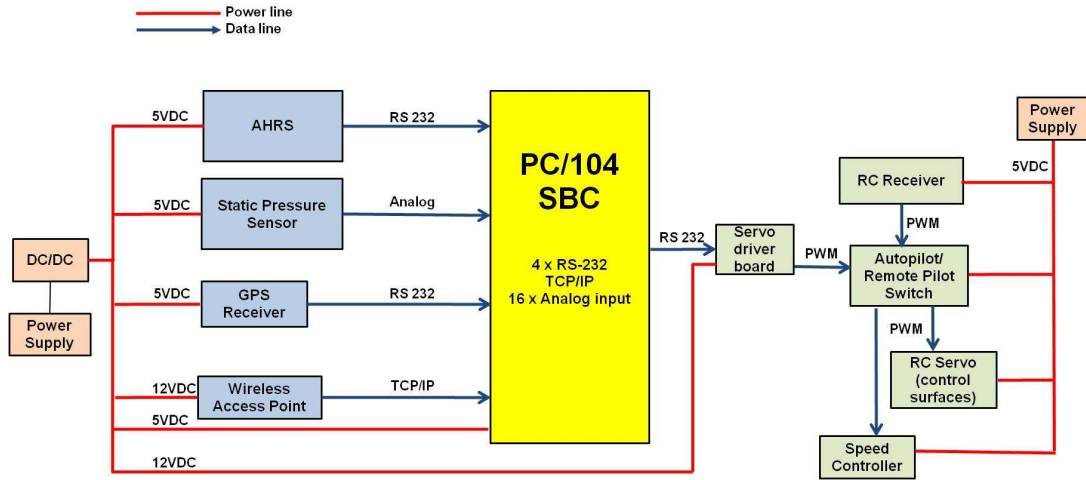 Power line
Data line
5VDC
AHRS
RS 232
PC/104
SBC
4 x RS-232
TCP/IP
16 x Analog input
5VDC
Static Pressure
Sensor
Analog
DC/DC
Power
Supply
5VDC
GPS
Receiver
RS 232
12VDC
Wireless
Access Point
TCP/IP
5VDC
12VDC
RS 232
Servo
driver
board
PWM
RC Receiver
PWM
Autopilot/
Remote Pilot
Switch
PWM
RC Servo
(control
surfaces)
Speed
Controller
Power
Supply
5VDC